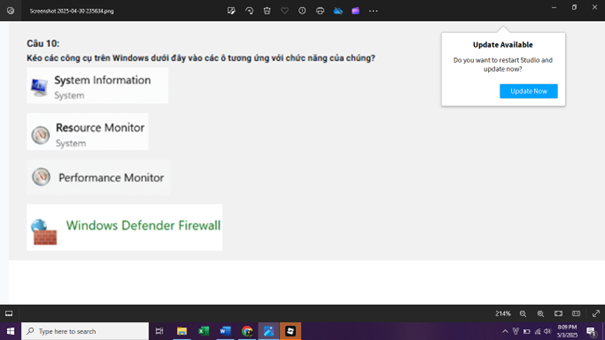 Screenshot 2025-04-30 235634.png
Câu 10:
Kéo các công cụ trên Windows dưới đây vào các ô tương ứng với chức năng của chúng?
System Information
System
Resource Monitor
System
Performance Monitor
Windows Defender Firewall
Update Available
Do you want to restart Studio and
update now?
Update Now
214%
Type here to search
8:09 PM
5/3/2025